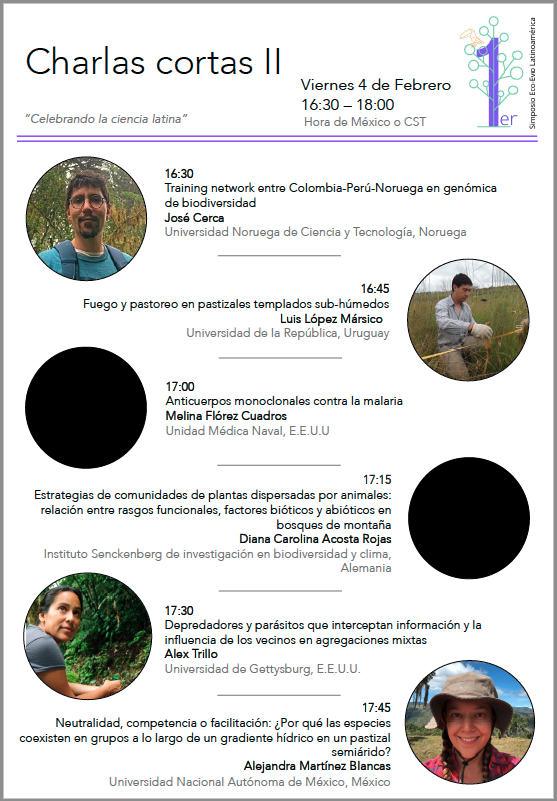 Charlas cortas II
Viernes 4 de Febrero
16:30 – 18:00
Hora de México o CST
“Celebrando la ciencia latina”
1er
Simposio Eco-Evo Latinoamérica
16:30
Training network entre Colombia-Perú-Noruega en genómica
de biodiversidad
José Cerca
Universidad Noruega de Ciencia y Tecnología, Noruega
16:45
Fuego y pastoreo en pastizales templados sub-húmedos
Luis López Mársico
Universidad de la República, Uruguay
17:00
Anticuerpos monoclonales contra la malaria
Melina Flórez Cuadros
Unidad Médica Naval, E.E.U.U
17:15
Estrategias de comunidades de plantas dispersadas por animales:
relación entre rasgos funcionales, factores bióticos y abióticos en
bosques de montaña
Diana Carolina Acosta Rojas
Instituto Senckenberg de investigación en biodiversidad y clima,
Alemania
17:30
Depredadores y parásitos que interceptan información y la
influencia de los vecinos en agregaciones mixtas
Alex Trillo
Universidad de Gettysburg, E.E.U.U.
17:45
Neutralidad, competencia o facilitación: ¿Por qué las especies
coexisten en grupos a lo largo de un gradiente hídrico en un pastizal
semiárido?
Alejandra Martínez Blancas
Universidad Nacional Autónoma de México, México